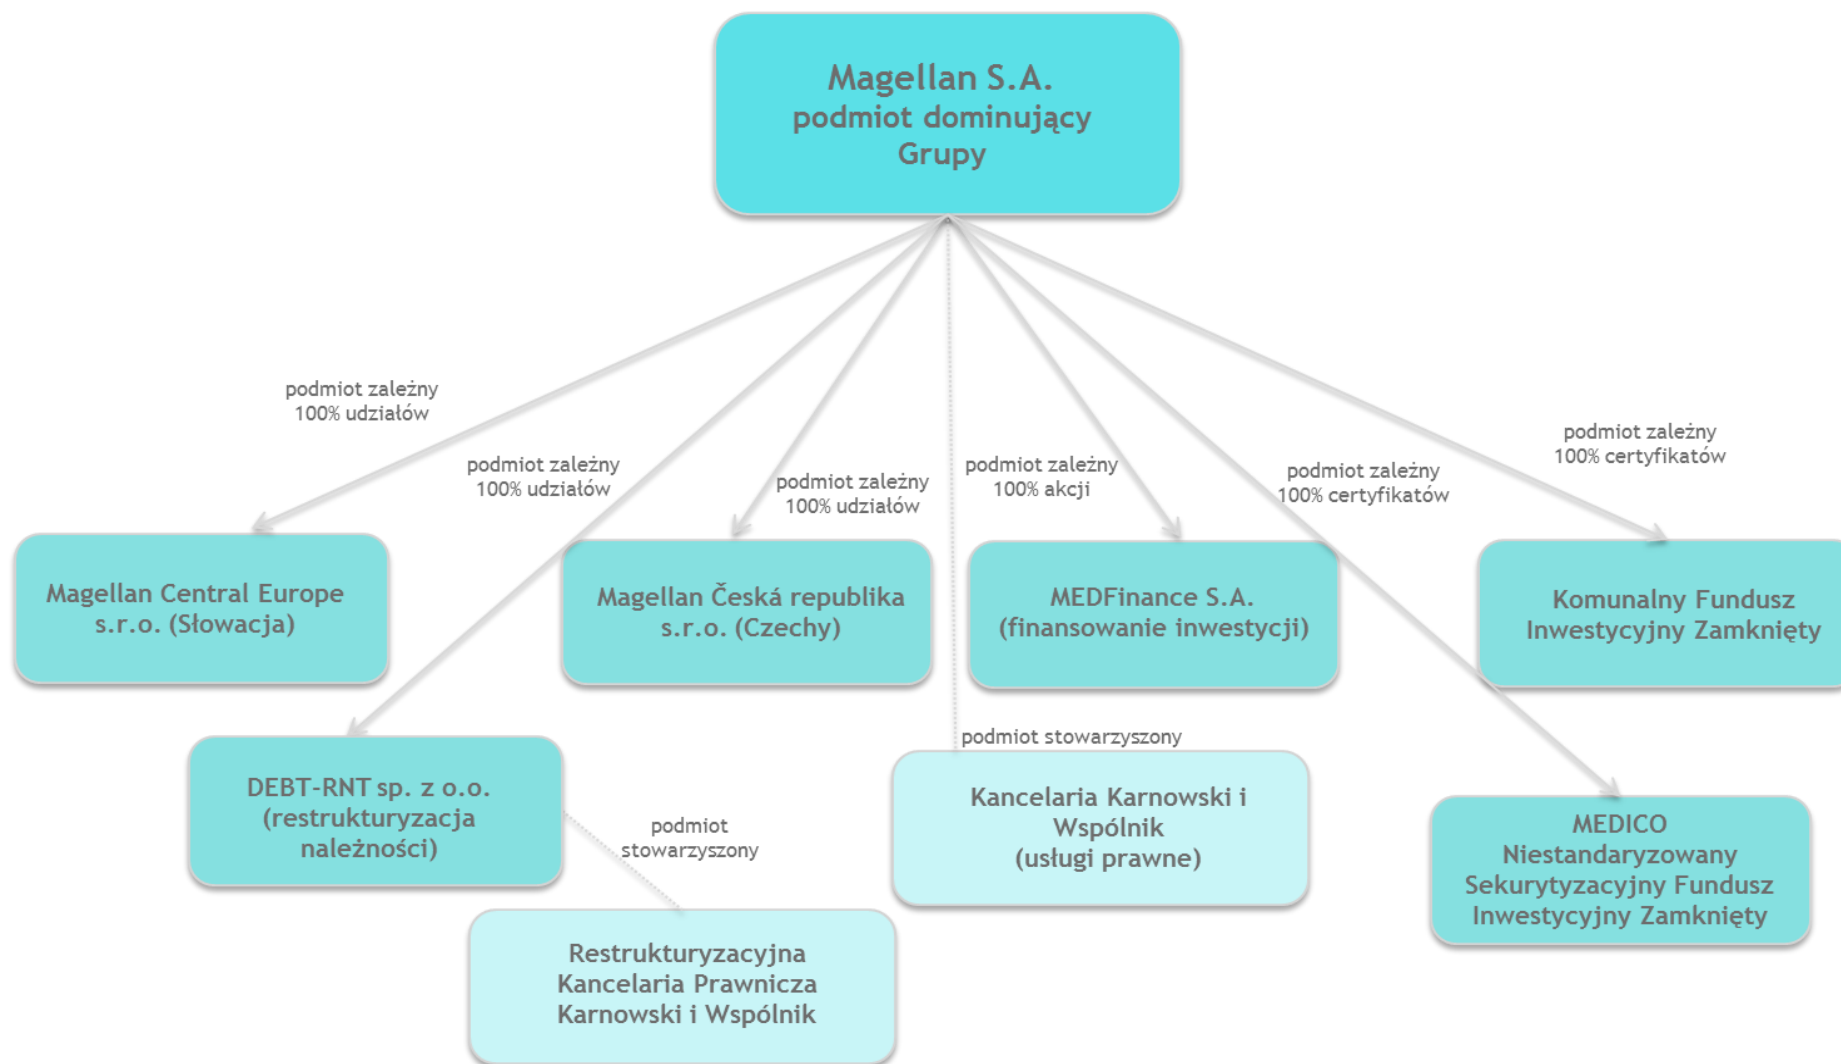 Magellan S.A.
podmiot dominujący
Grupy
podmiot zależny
100% udziałów
podmiot zależny
100% udziałów
podmiot zależny
100% udziałów
podmiot zależny
100% akcji
podmiot zależny
100% certyfikatów
podmiot zależny
100% certyfikatów
Magellan Central Europe
s.r.o. (Słowacja)
Magellan Česká republika
s.r.o. (Czechy)
MEDFinance S.A.
(finansowanie inwestycji)
Komunalny Fundusz
Inwestycyjny Zamknięty
DEBT-RNT sp. z o.o.
(restrukturyzacja
należności)
podmiot
stowarzyszony
podmiot stowarzyszony
Kancelaria Karnowski i
Wspólnik
(usługi prawne)
MEDICO
Niestandaryzowany
Sekurytyzacyjny Fundusz
Inwestycyjny Zamknięty
Restrukturyzacyjna
Kancelaria Prawnicza
Karnowski i Wspólnik